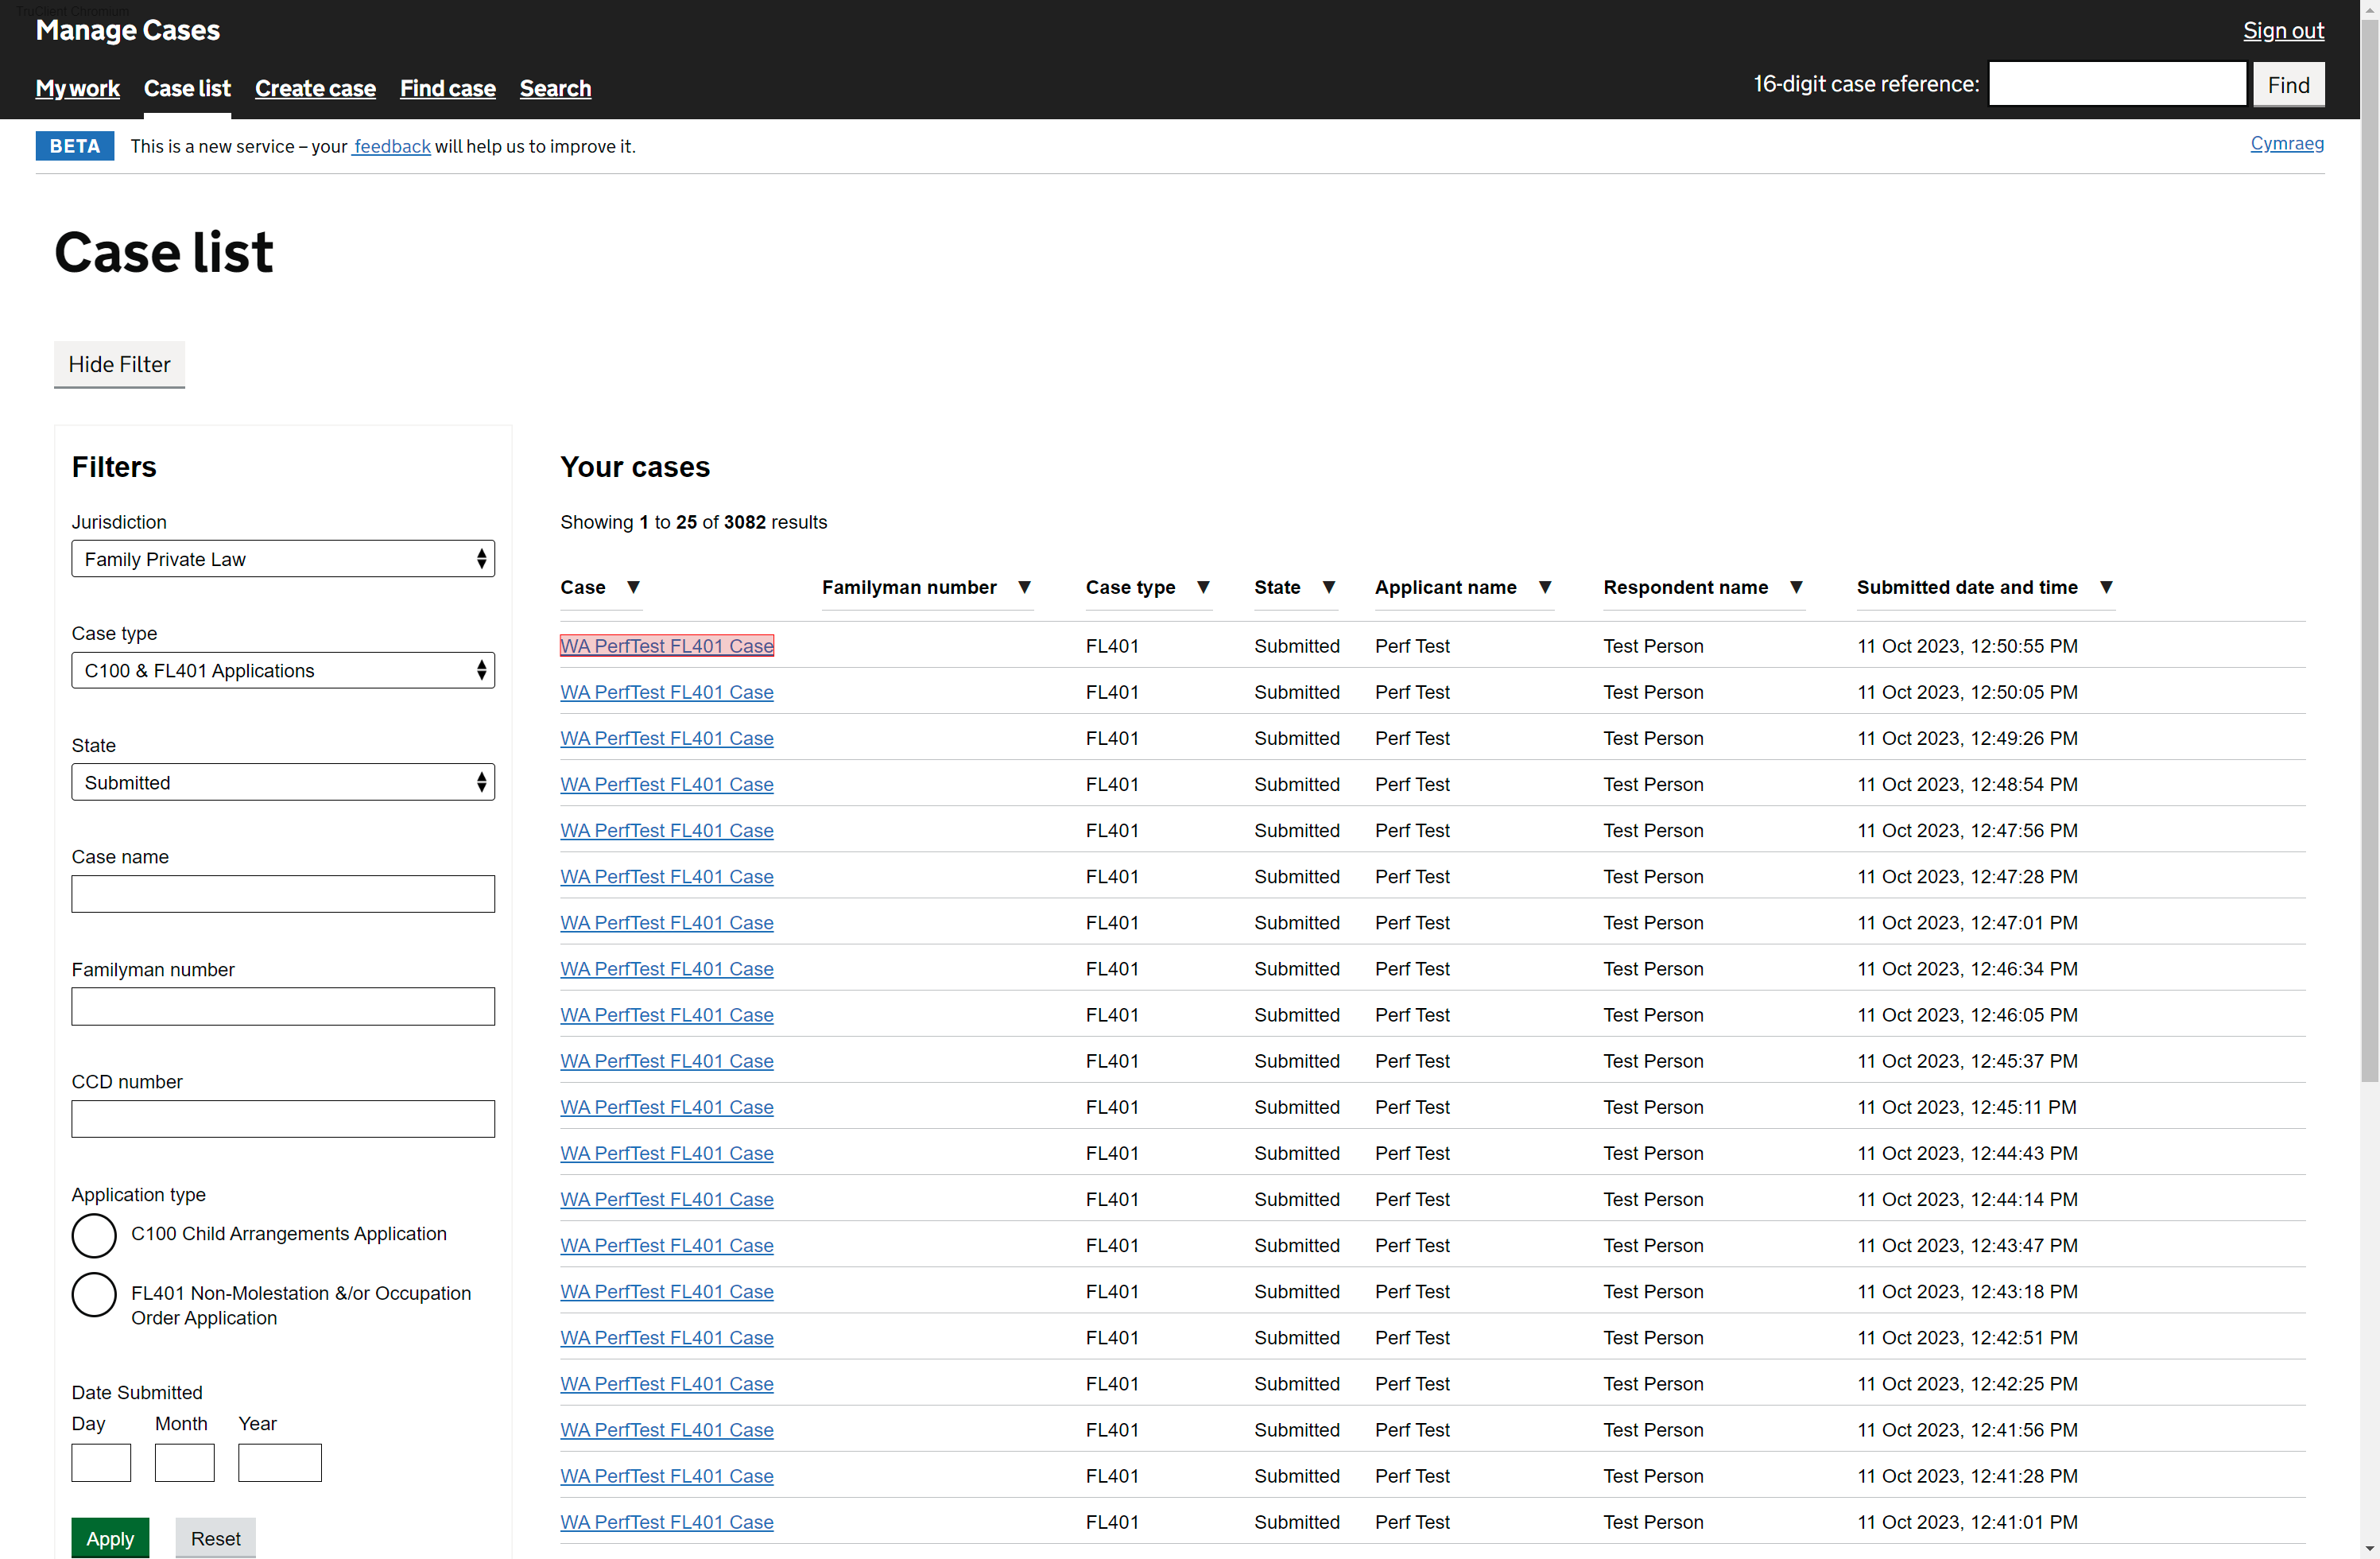 TruClient Chromium
Manage Cases
Sign out
My work Case list Create case Find case Search
16-digit case reference: Find
BETA This is a new service – your feedback will help us to improve it.
Cymraeg
Case list
Hide Filter
Filters
Jurisdiction
Family Private Law
Case type
C100 & FL401 Applications
State
Submitted
Case name
Familyman number
CCD number
Application type
C100 Child Arrangements Application
FL401 Non-Molestation &/or Occupation
Order Application
Date Submitted
Day Month Year
Apply Reset
Your cases
Showing 1 to 25 of 3082 results
Case ▼ Familyman number ▼ Case type ▼ State ▼ Applicant name ▼ Respondent name ▼ Submitted date and time ▼
WA PerfTest FL401 Case FL401 Submitted Perf Test Test Person 11 Oct 2023, 12:50:55 PM
WA PerfTest FL401 Case FL401 Submitted Perf Test Test Person 11 Oct 2023, 12:50:05 PM
WA PerfTest FL401 Case FL401 Submitted Perf Test Test Person 11 Oct 2023, 12:49:26 PM
WA PerfTest FL401 Case FL401 Submitted Perf Test Test Person 11 Oct 2023, 12:48:54 PM
WA PerfTest FL401 Case FL401 Submitted Perf Test Test Person 11 Oct 2023, 12:47:56 PM
WA PerfTest FL401 Case FL401 Submitted Perf Test Test Person 11 Oct 2023, 12:47:28 PM
WA PerfTest FL401 Case FL401 Submitted Perf Test Test Person 11 Oct 2023, 12:47:01 PM
WA PerfTest FL401 Case FL401 Submitted Perf Test Test Person 11 Oct 2023, 12:46:34 PM
WA PerfTest FL401 Case FL401 Submitted Perf Test Test Person 11 Oct 2023, 12:46:05 PM
WA PerfTest FL401 Case FL401 Submitted Perf Test Test Person 11 Oct 2023, 12:45:37 PM
WA PerfTest FL401 Case FL401 Submitted Perf Test Test Person 11 Oct 2023, 12:45:11 PM
WA PerfTest FL401 Case FL401 Submitted Perf Test Test Person 11 Oct 2023, 12:44:43 PM
WA PerfTest FL401 Case FL401 Submitted Perf Test Test Person 11 Oct 2023, 12:44:14 PM
WA PerfTest FL401 Case FL401 Submitted Perf Test Test Person 11 Oct 2023, 12:43:47 PM
WA PerfTest FL401 Case FL401 Submitted Perf Test Test Person 11 Oct 2023, 12:43:18 PM
WA PerfTest FL401 Case FL401 Submitted Perf Test Test Person 11 Oct 2023, 12:42:51 PM
WA PerfTest FL401 Case FL401 Submitted Perf Test Test Person 11 Oct 2023, 12:42:25 PM
WA PerfTest FL401 Case FL401 Submitted Perf Test Test Person 11 Oct 2023, 12:41:56 PM
WA PerfTest FL401 Case FL401 Submitted Perf Test Test Person 11 Oct 2023, 12:41:28 PM
WA PerfTest FL401 Case FL401 Submitted Perf Test Test Person 11 Oct 2023, 12:41:01 PM